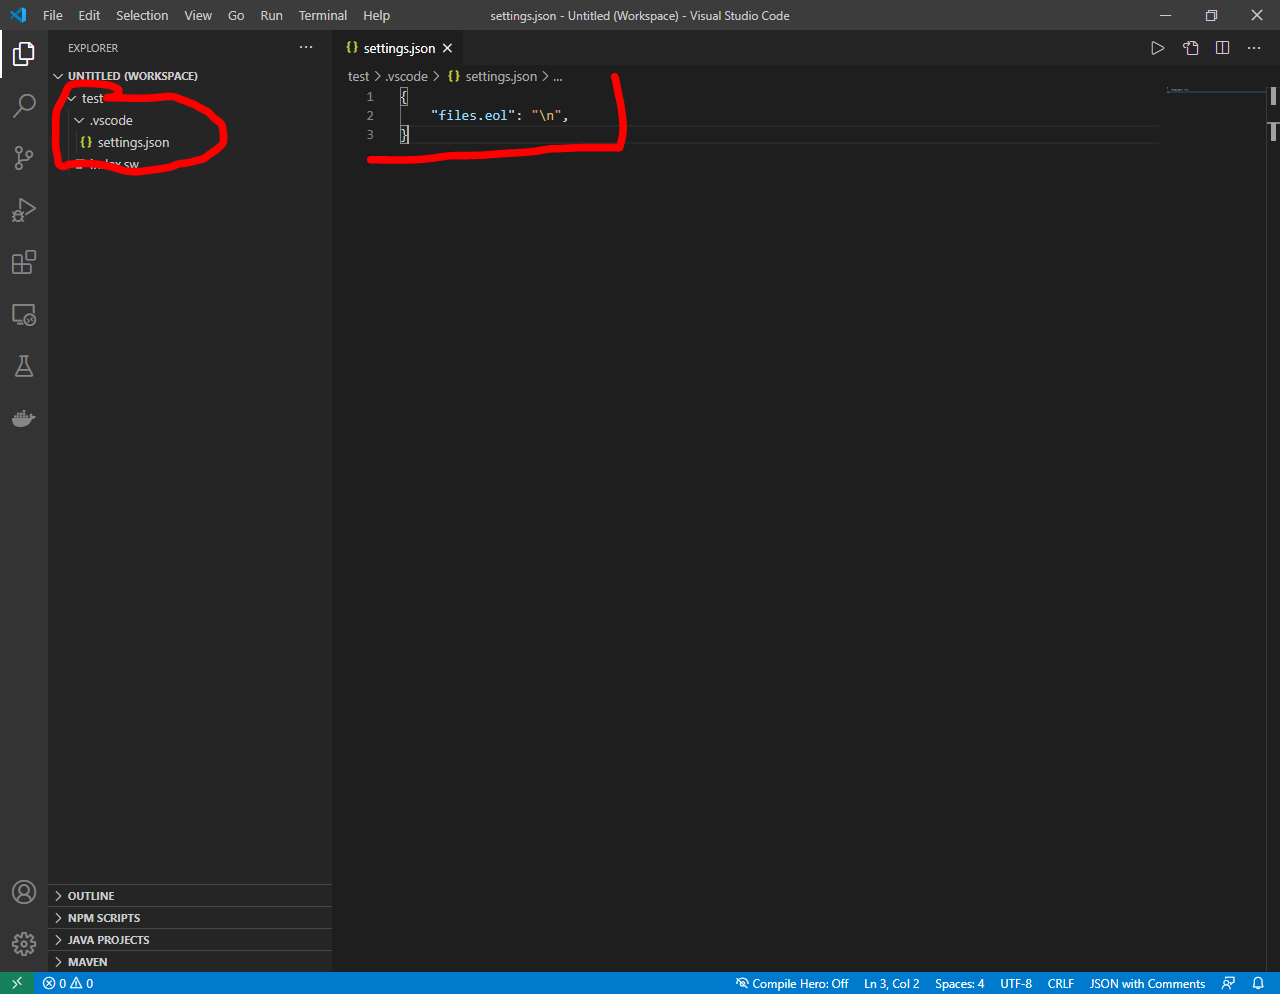 File Edit Selection View Go Run Terminal Help
settings.json - Untitled (Workspace) - Visual Studio Code
EXPLORER
UNTITLED (WORKSPACE)
test
.vscode
{} settings.json
index.sw
OUTLINE
NPM SCRIPTS
JAVA PROJECTS
MAVEN
{} settings.json
test > .vscode > {} settings.json > ...
1 {
2 "files.eol": "\n",
3 }
0 0
Compile Hero: Off Ln 3, Col 2 Spaces: 4 UTF-8 CRLF JSON with Comments